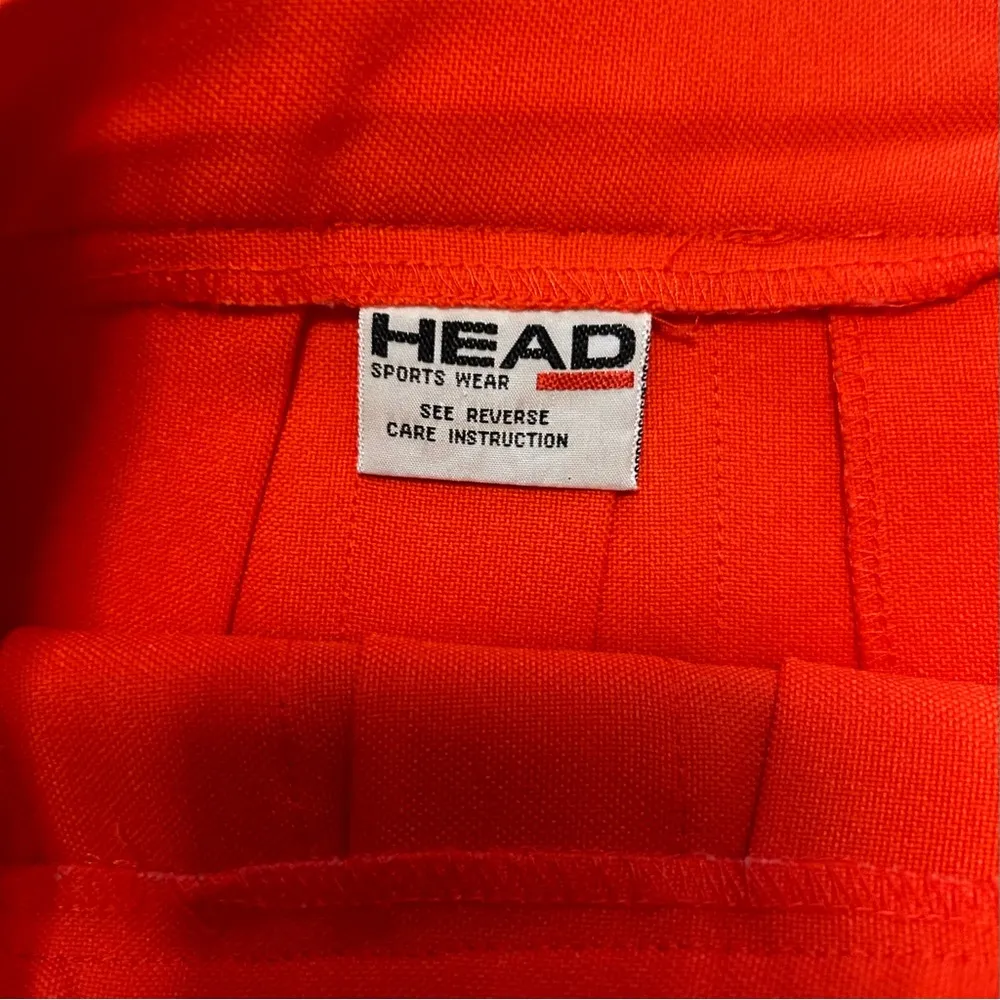 HEAD
SPORTS WEAR
SEE REVERSE
CARE INSTRUCTION